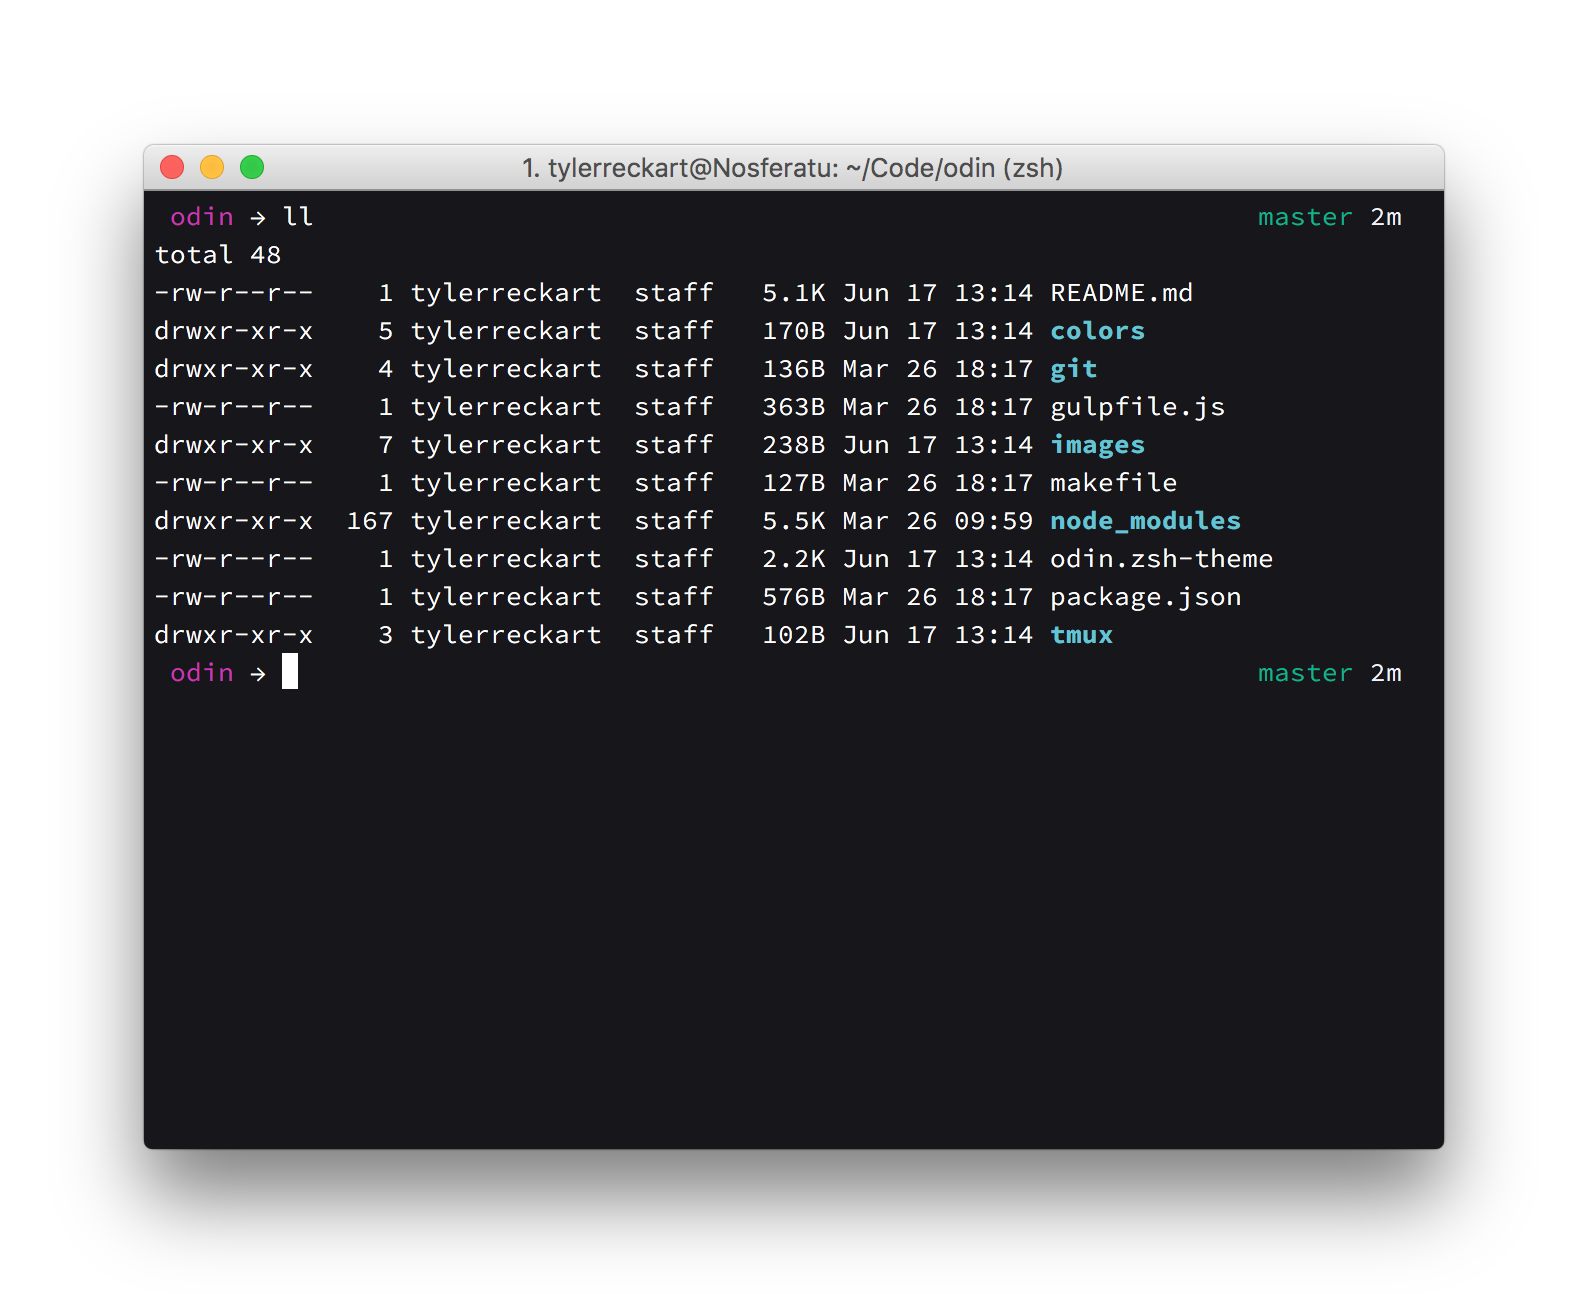 1. tylerreckart@Nosferatu: ~/Code/odin (zsh)
odin → ll master 2m
total 48
-rw-r--r-- 1 tylerreckart staff 5.1K Jun 17 13:14 README.md
drwxr-xr-x 5 tylerreckart staff 170B Jun 17 13:14 colors
drwxr-xr-x 4 tylerreckart staff 136B Mar 26 18:17 git
-rw-r--r-- 1 tylerreckart staff 363B Mar 26 18:17 gulpfile.js
drwxr-xr-x 7 tylerreckart staff 238B Jun 17 13:14 images
-rw-r--r-- 1 tylerreckart staff 127B Mar 26 18:17 makefile
drwxr-xr-x 167 tylerreckart staff 5.5K Mar 26 09:59 node_modules
-rw-r--r-- 1 tylerreckart staff 2.2K Jun 17 13:14 odin.zsh-theme
-rw-r--r-- 1 tylerreckart staff 576B Mar 26 18:17 package.json
drwxr-xr-x 3 tylerreckart staff 102B Jun 17 13:14 tmux
odin → master 2m